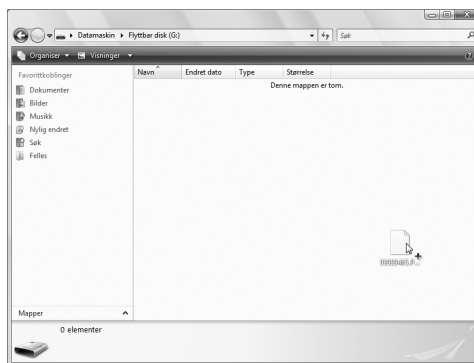 Datamaskin Flyttbar disk (G:)
Søk
Organiser Visninger
Favorittkoblinger
Dokumenter
Bilder
Musikk
Nylig endret
Søk
Felles
Mapper
Navn Endret dato Type Størrelse
Denne mappen er tom.
0 elementer